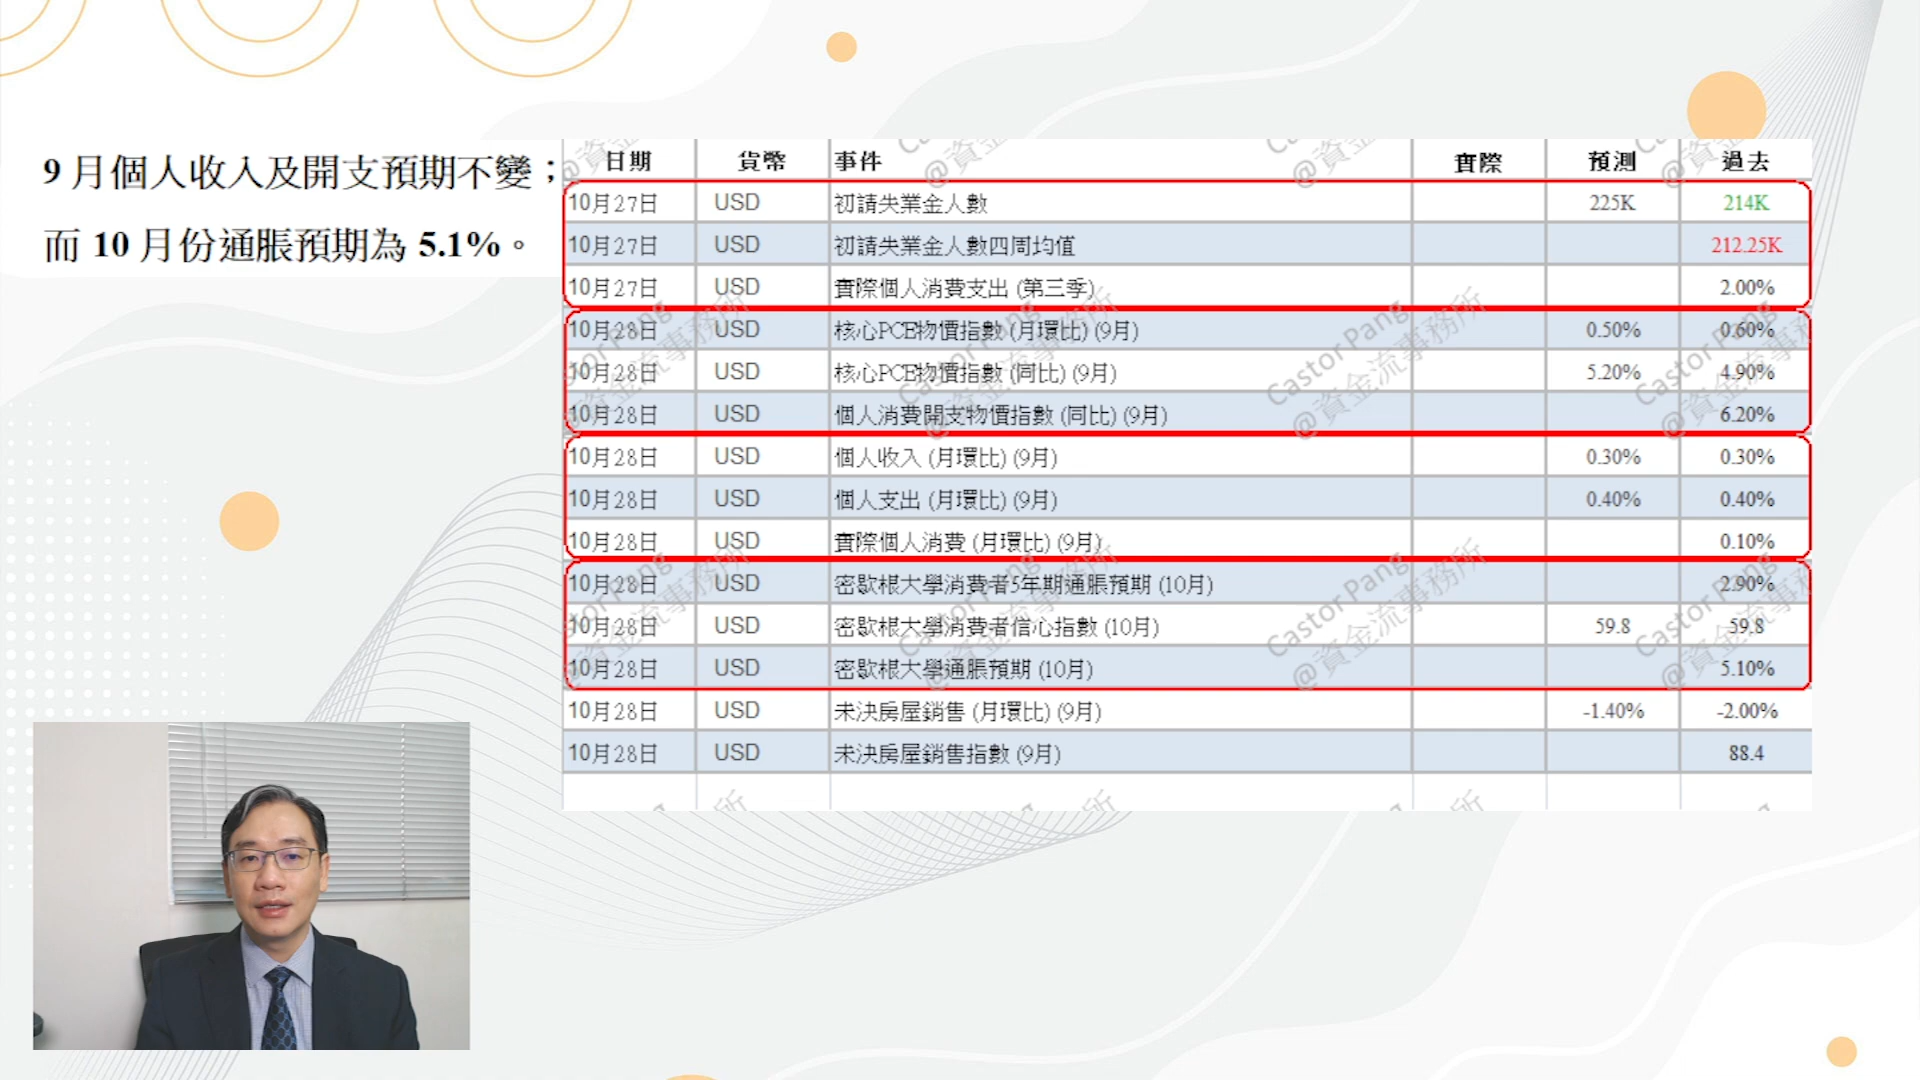 9 月個人收入及開支預期不變；
而 10 月份通脹預期為 5.1%。
日期 貨幣 事件 實際 預測 過去
10月27日 USD 初請失業金人數 225K 214K
10月27日 USD 初請失業金人數四周均值 212.25K
10月27日 USD 實際個人消費支出 (第三季) 2.00%
10月28日 USD 核心PCE物價指數 (月環比) (9月) 0.50% 0.60%
10月28日 USD 核心PCE物價指數 (同比) (9月) 5.20% 4.90%
10月28日 USD 個人消費開支物價指數 (同比) (9月) 6.20%
10月28日 USD 個人收入 (月環比) (9月) 0.30% 0.30%
10月28日 USD 個人支出 (月環比) (9月) 0.40% 0.40%
10月28日 USD 實際個人消費 (月環比) (9月) 0.10%
10月28日 USD 密歇根大學消費者5年期通脹預期 (10月) 2.90%
10月28日 USD 密歇根大學消費者信心指數 (10月) 59.8 59.8
10月28日 USD 密歇根大學通脹預期 (10月) 5.10%
10月28日 USD 未決房屋銷售 (月環比) (9月) -1.40% -2.00%
10月28日 USD 未決房屋銷售指數 (9月) 88.4
Castor Pang
@資金流事務所